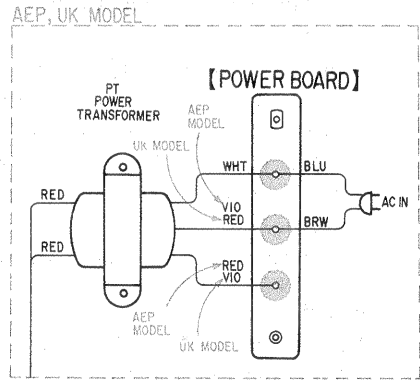 AEP, UK MODEL
【POWER BOARD】
PT
POWER
TRANSFORMER
AEP
MODEL
UK MODEL
WHT
BLU
RED
VIO
RED
AC IN
BRW
RED
RED
VIO
AEP
MODEL
UK MODEL